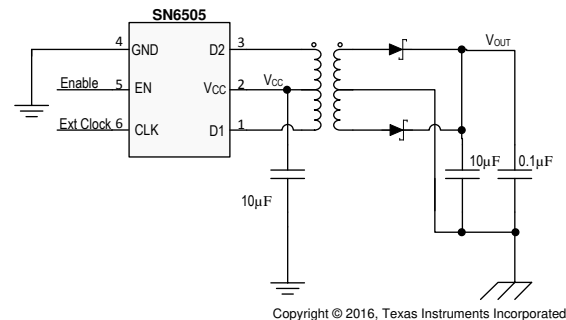 SN6505
4 GND D2 3
Enable 5 EN VCC 2 VCC
Ext Clock 6 CLK D1 1
VOUT
10µF 0.1µF
10µF
Copyright © 2016, Texas Instruments Incorporated